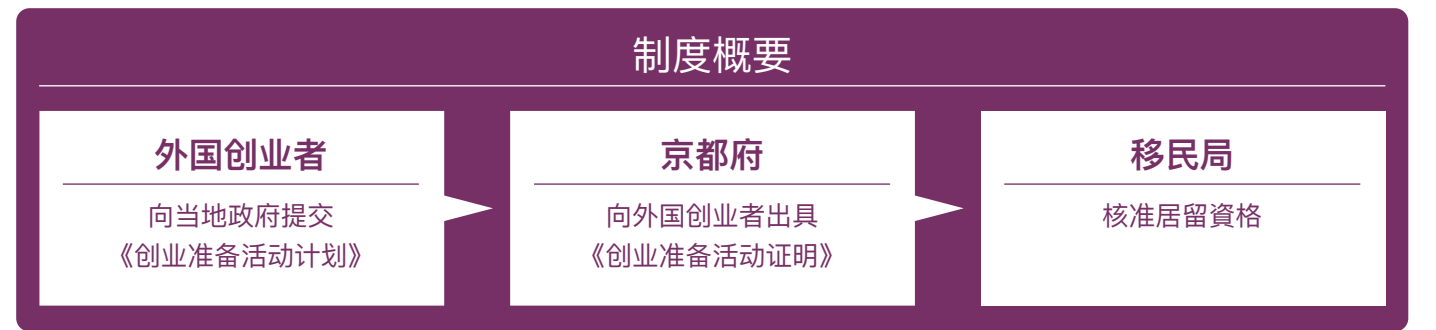 制度概要
外国创业者
向当地政府提交
《创业准备活动计划》
京都府
向外国创业者出具
《创业准备活动证明》
移民局
核准居留資格